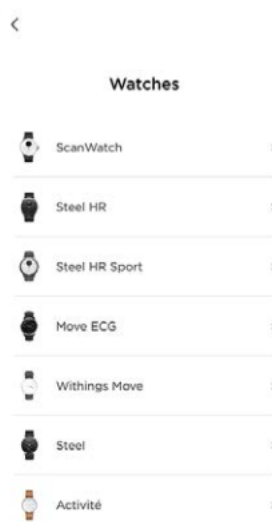 Watches
ScanWatch
Steel HR
Steel HR Sport
Move ECG
Withings Move
Steel
Activité